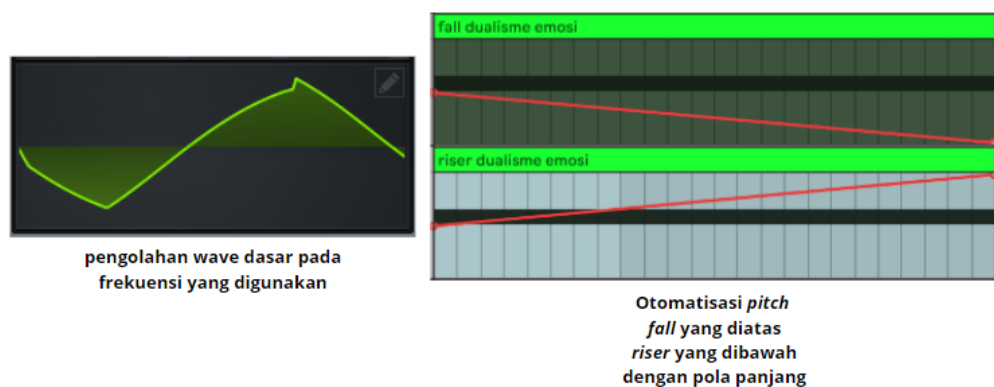 fall dualisme emosi
riser dualisme emosi
pengolahan wave dasar pada
frekuensi yang digunakan
Otomatisasi pitch
fall yang diatas
riser yang dibawah
dengan pola panjang